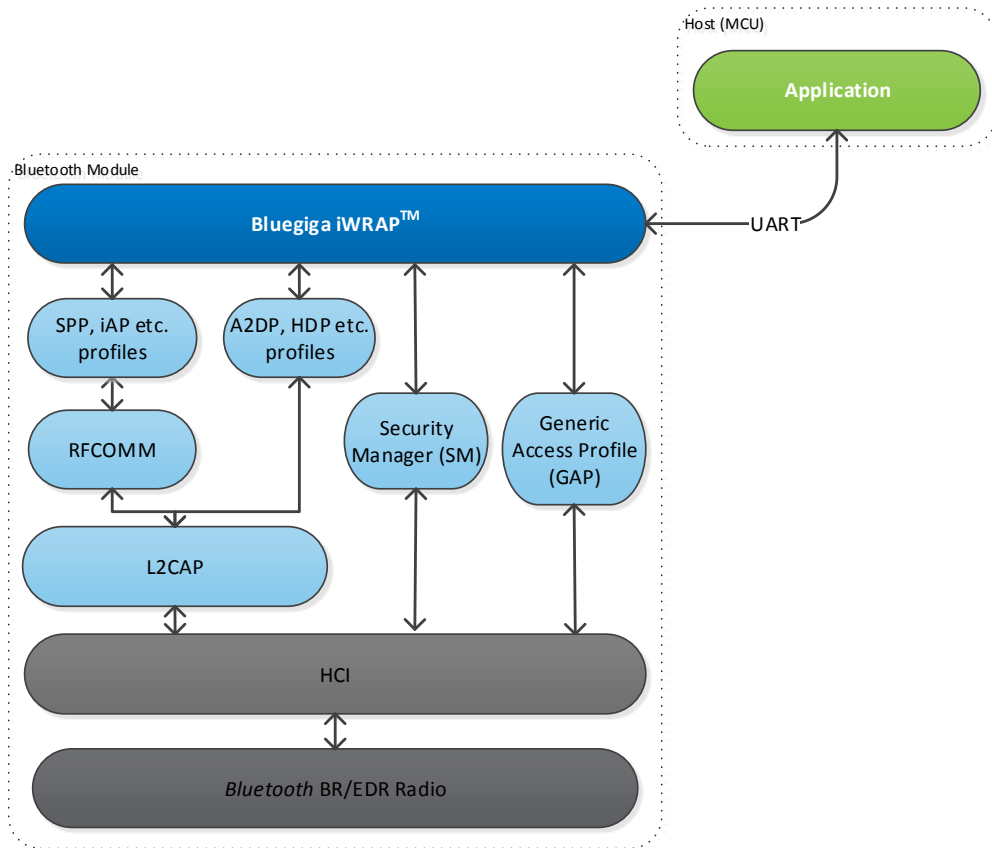 Host (MCU)
Application
Bluetooth Module
Bluegiga iWRAP™
UART
SPP, iAP etc.
profiles
A2DP, HDP etc.
profiles
RFCOMM
Security
Manager (SM)
Generic
Access Profile
(GAP)
L2CAP
HCI
Bluetooth BR/EDR Radio